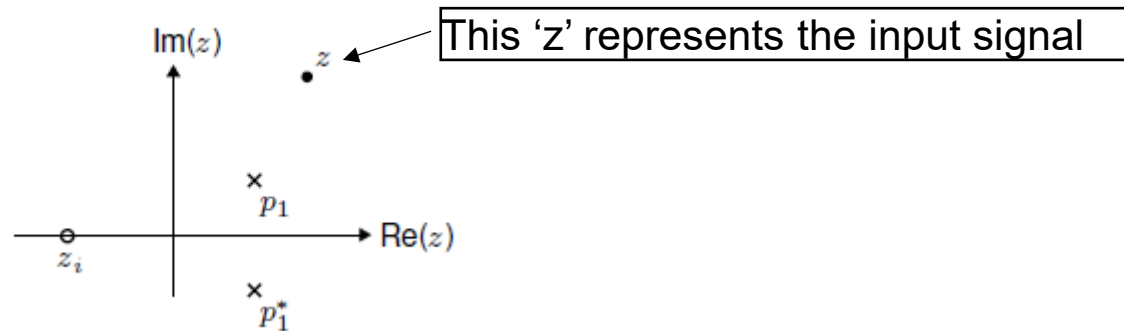 This ‘z’ represents the input signal
Im(z)
z
p₁
Re(z)
zᵢ
p₁*